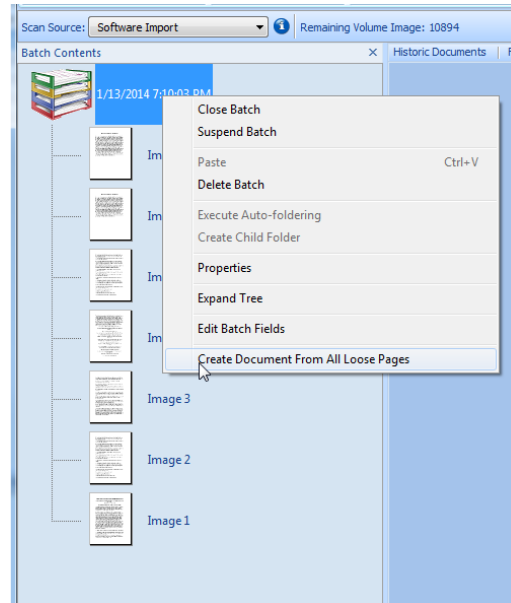 Scan Source: Software Import Remaining Volume Image: 10894
Batch Contents × Historic Documents
1/13/2014 7:10:03 PM
Close Batch
Suspend Batch
Im
Paste Ctrl+V
Delete Batch
Im
Execute Auto-foldering
Create Child Folder
Properties
Im
Expand Tree
Edit Batch Fields
Im
Create Document From All Loose Pages
Image 3
Image 2
Image 1